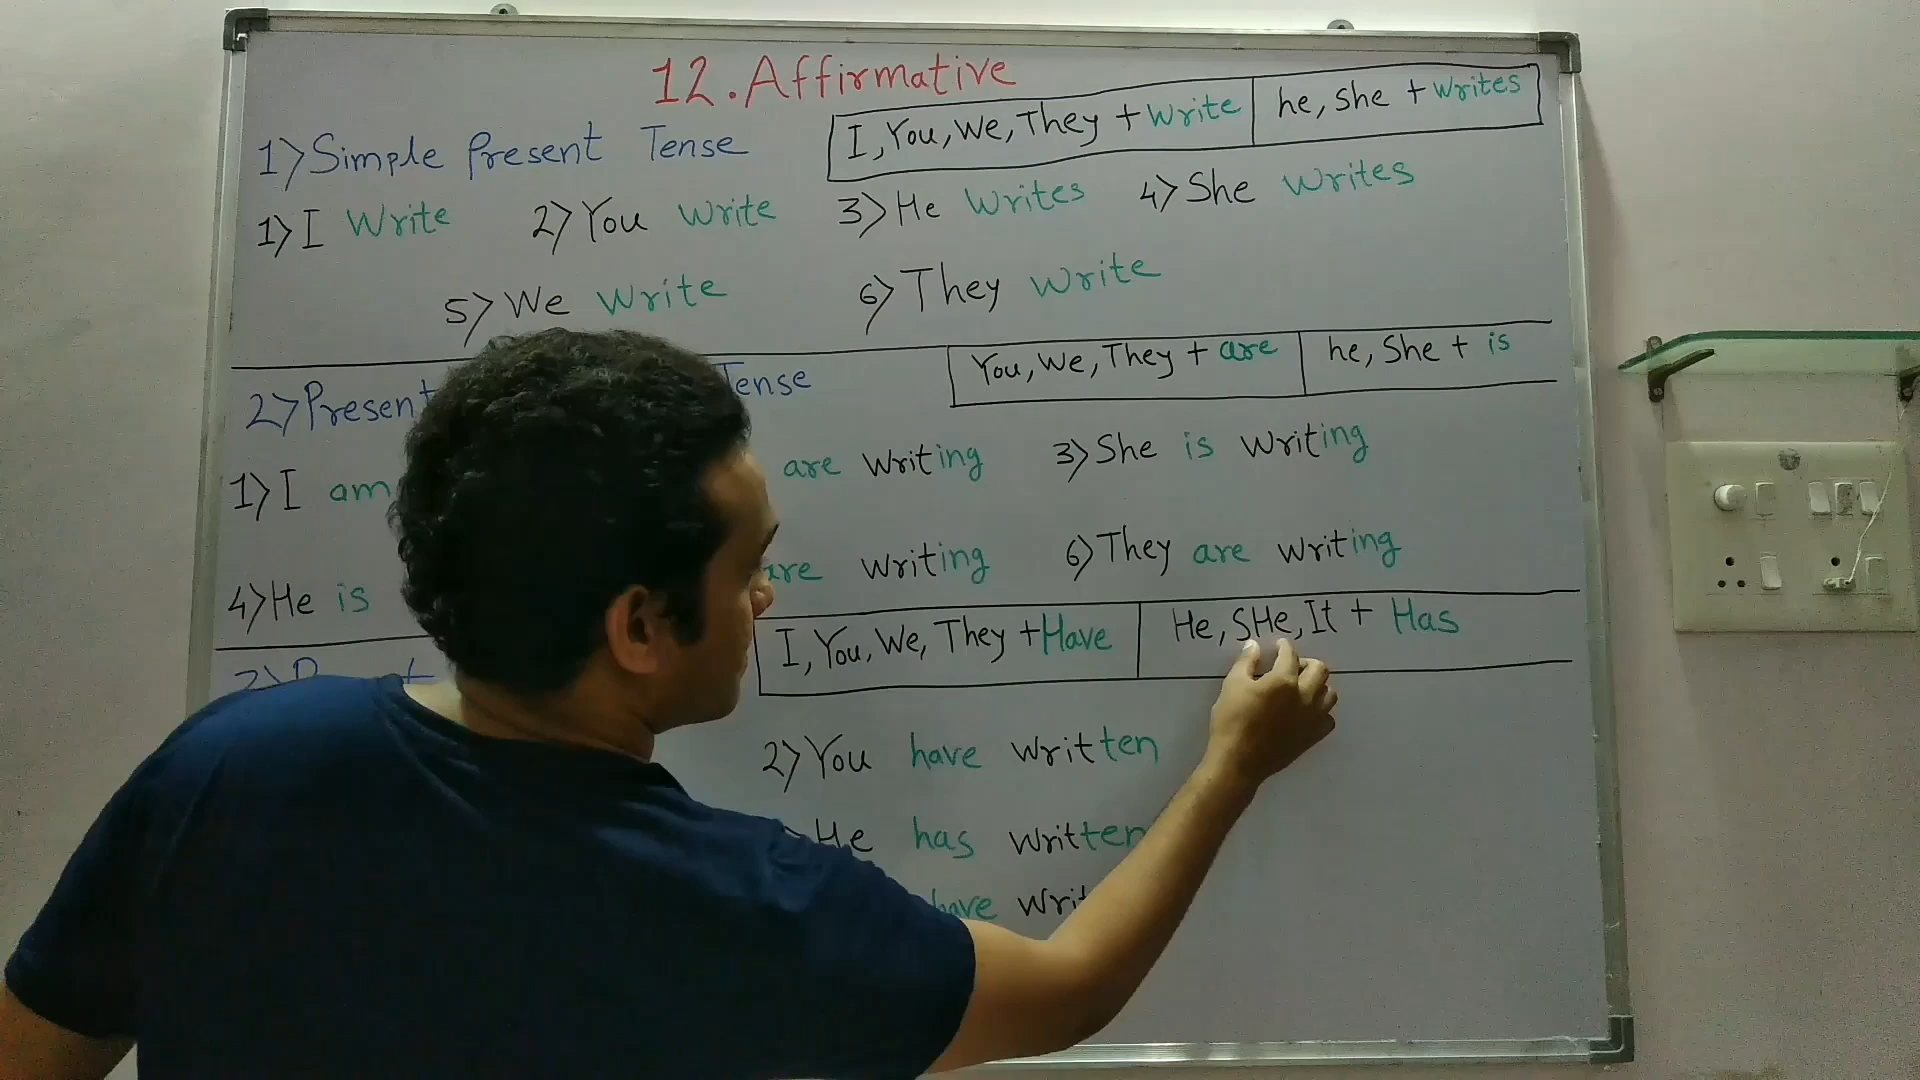 12. Affirmative
1) Simple Present Tense
I, You, We, They + Write he, she + Writes
1) I Write 2) You Write 3) He Writes 4) She Writes
5) We Write 6) They Write
2) Present Tense
You, We, They + are he, She + is
1) I am are Writing 3) She is Writing
4) He is are Writing 6) They are Writing
I, You, We, They + Have He, SHe, It + Has
2) You have Written
He has Written
have